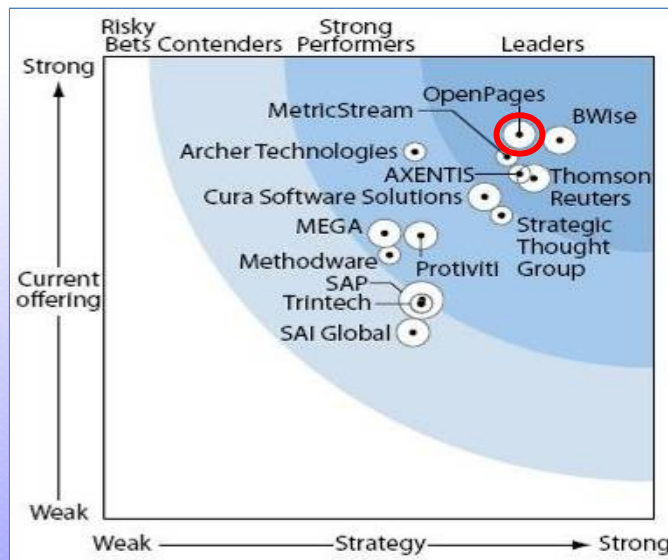 Risky Bets
Contenders
Strong Performers
Leaders
Strong
OpenPages
MetricStream
BWise
Archer Technologies
AXENTIS
Thomson Reuters
Cura Software Solutions
Strategic Thought Group
MEGA
Protiviti
Methodware
Current offering
SAP
Trintech
SAI Global
Weak
Weak
Strategy
Strong